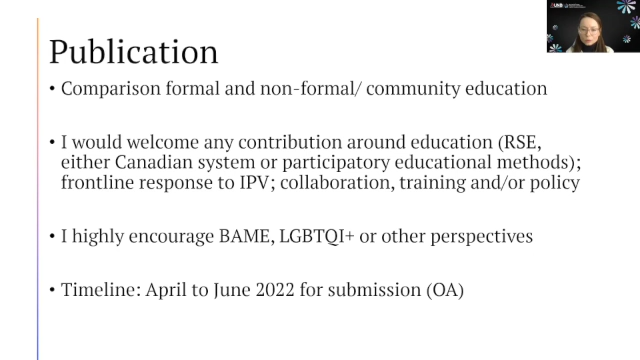 Publication
• Comparison formal and non-formal/ community education
• I would welcome any contribution around education (RSE,
either Canadian system or participatory educational methods);
frontline response to IPV; collaboration, training and/or policy
• I highly encourage BAME, LGBTQI+ or other perspectives
• Timeline: April to June 2022 for submission (OA)
UNB